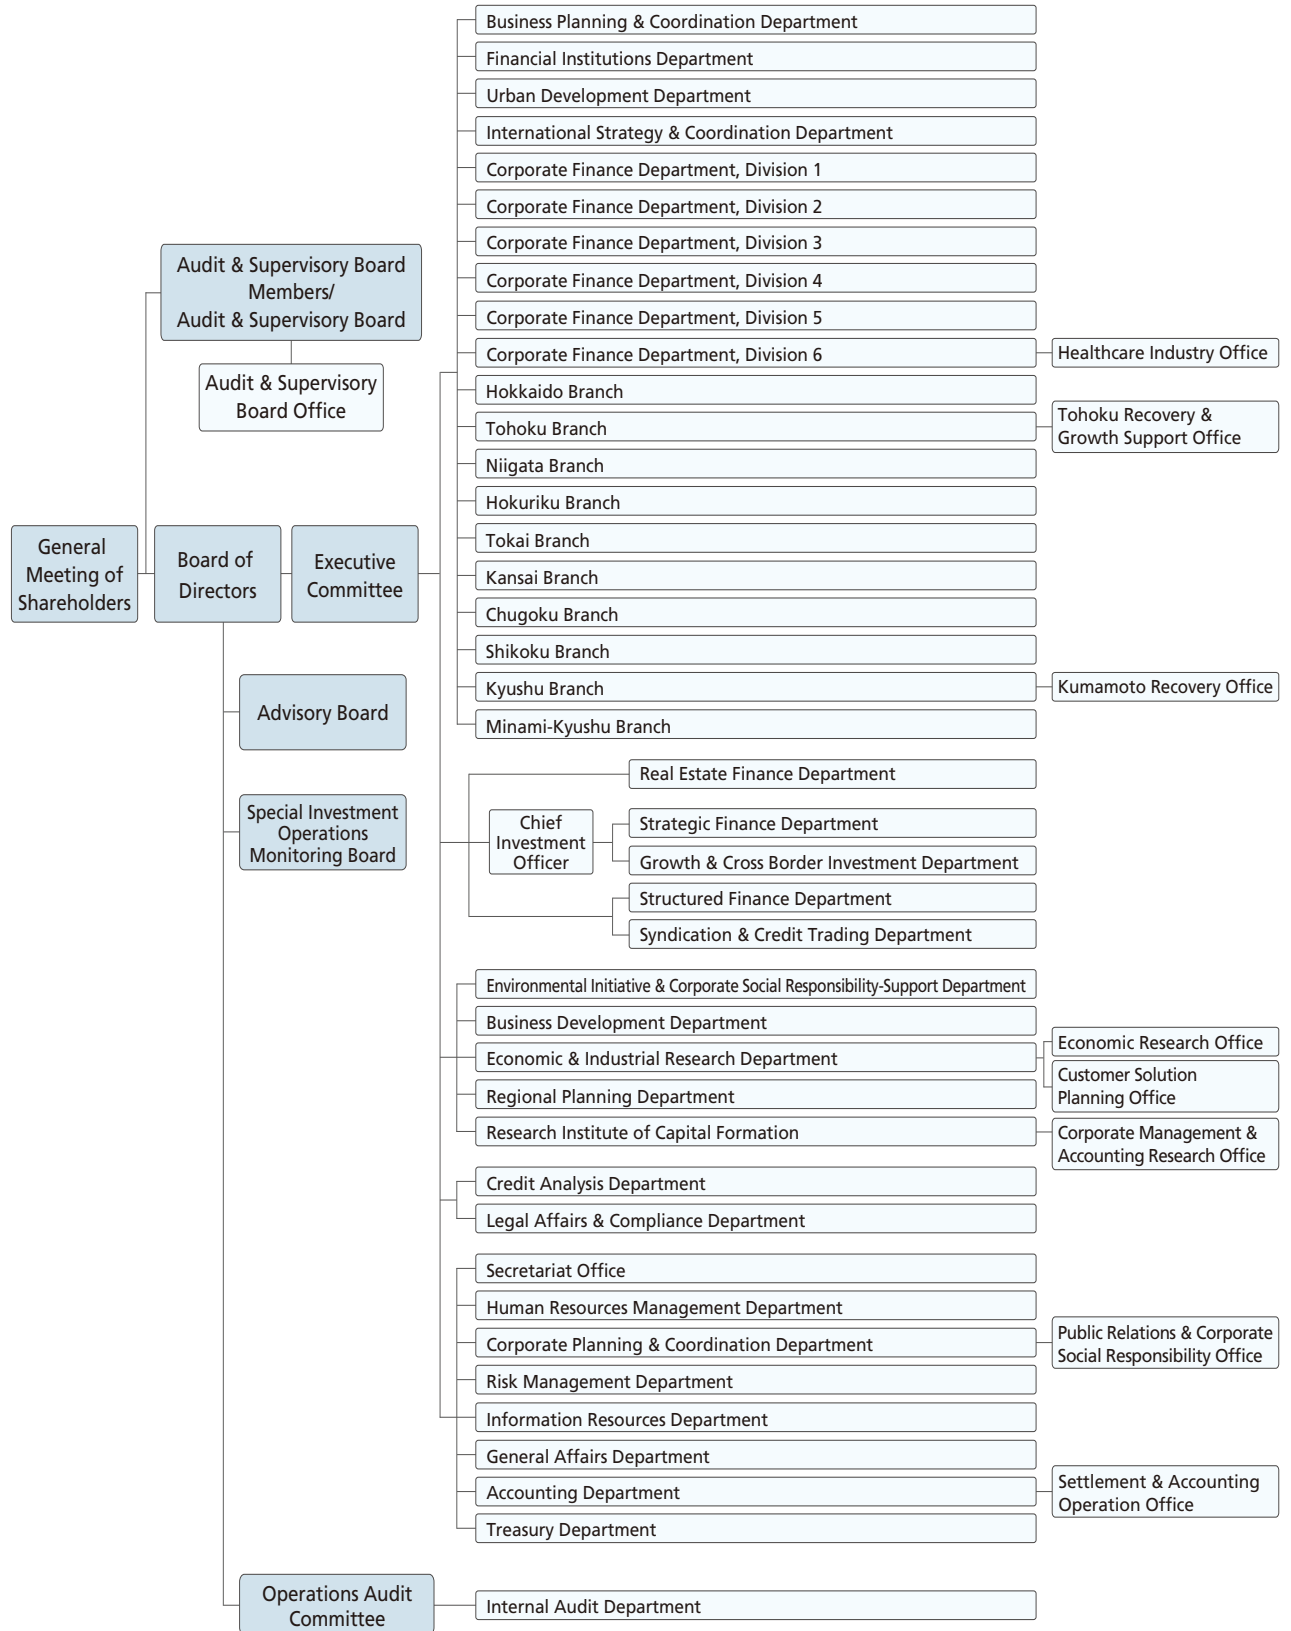 General
Meeting of
Shareholders
Audit & Supervisory Board
Members/
Audit & Supervisory Board
Audit & Supervisory
Board Office
Board of
Directors
Executive
Committee
Advisory Board
Special Investment
Operations
Monitoring Board
Operations Audit
Committee
Business Planning & Coordination Department
Financial Institutions Department
Urban Development Department
International Strategy & Coordination Department
Corporate Finance Department, Division 1
Corporate Finance Department, Division 2
Corporate Finance Department, Division 3
Corporate Finance Department, Division 4
Corporate Finance Department, Division 5
Corporate Finance Department, Division 6
Healthcare Industry Office
Hokkaido Branch
Tohoku Branch
Tohoku Recovery &
Growth Support Office
Niigata Branch
Hokuriku Branch
Tokai Branch
Kansai Branch
Chugoku Branch
Shikoku Branch
Kyushu Branch
Kumamoto Recovery Office
Minami-Kyushu Branch
Real Estate Finance Department
Chief
Investment
Officer
Strategic Finance Department
Growth & Cross Border Investment Department
Structured Finance Department
Syndication & Credit Trading Department
Environmental Initiative & Corporate Social Responsibility-Support Department
Business Development Department
Economic & Industrial Research Department
Economic Research Office
Customer Solution
Planning Office
Regional Planning Department
Research Institute of Capital Formation
Corporate Management &
Accounting Research Office
Credit Analysis Department
Legal Affairs & Compliance Department
Secretariat Office
Human Resources Management Department
Corporate Planning & Coordination Department
Public Relations & Corporate
Social Responsibility Office
Risk Management Department
Information Resources Department
General Affairs Department
Accounting Department
Settlement & Accounting
Operation Office
Treasury Department
Internal Audit Department